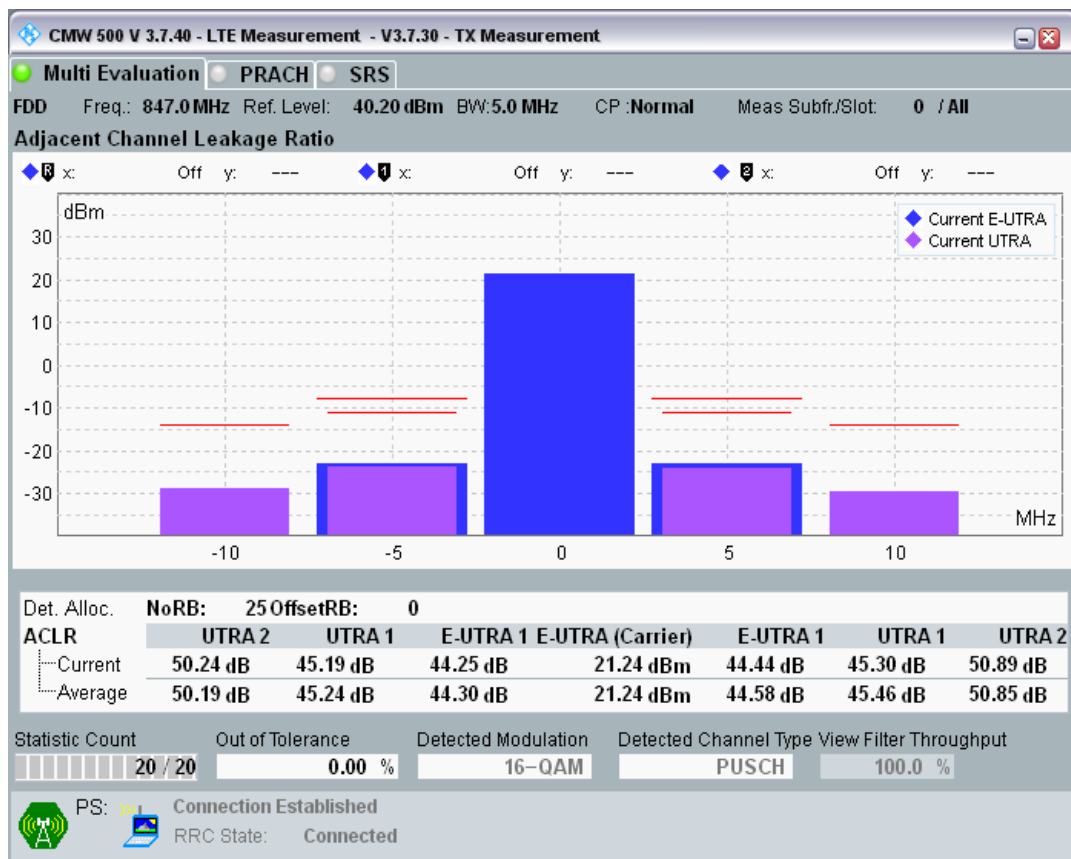 CMW 500 V 3.7.40 - LTE Measurement - V3.7.30 - TX Measurement
Multi Evaluation PRACH SRS
FDD Freq.: 847.0 MHz Ref. Level: 40.20 dBm BW:5.0 MHz CP :Normal Meas Subfr./Slot: 0 / All
Adjacent Channel Leakage Ratio
R x: Off y: --- 1 x: Off y: --- 2 x: Off y: ---
dBm
Current E-UTRA
Current UTRA
30
20
10
0
-10
-20
-30
MHz
-10 -5 0 5 10
Det. Alloc. NoRB: 25 OffsetRB: 0
ACLR UTRA 2 UTRA 1 E-UTRA 1 E-UTRA (Carrier) E-UTRA 1 UTRA 1 UTRA 2
Current 50.24 dB 45.19 dB 44.25 dB 21.24 dBm 44.44 dB 45.30 dB 50.89 dB
Average 50.19 dB 45.24 dB 44.30 dB 21.24 dBm 44.58 dB 45.46 dB 50.85 dB
Statistic Count Out of Tolerance Detected Modulation Detected Channel Type View Filter Throughput
20 / 20 0.00 % 16-QAM PUSCH 100.0 %
PS: Connection Established
RRC State: Connected